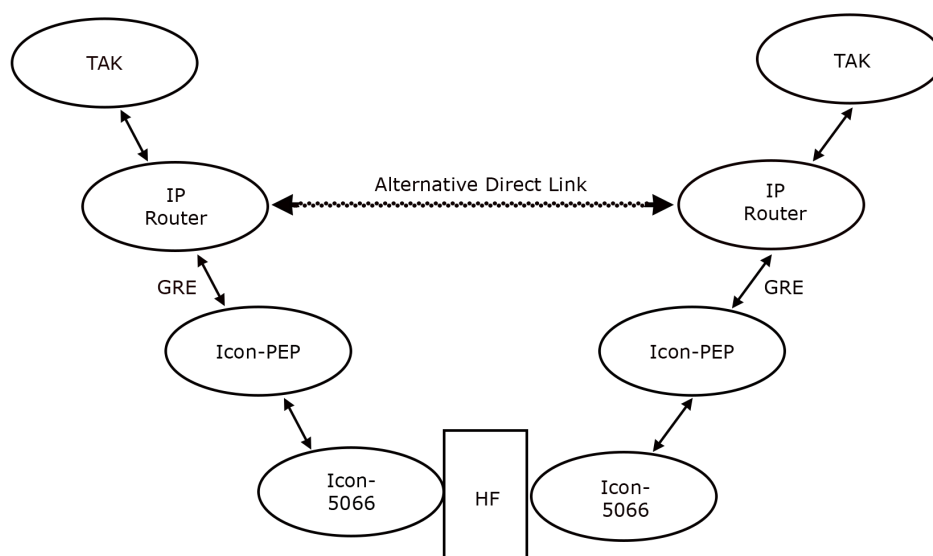 TAK
TAK
Alternative Direct Link
IP
Router
IP
Router
GRE
GRE
Icon-PEP
Icon-PEP
Icon-
5066
HF
Icon-
5066